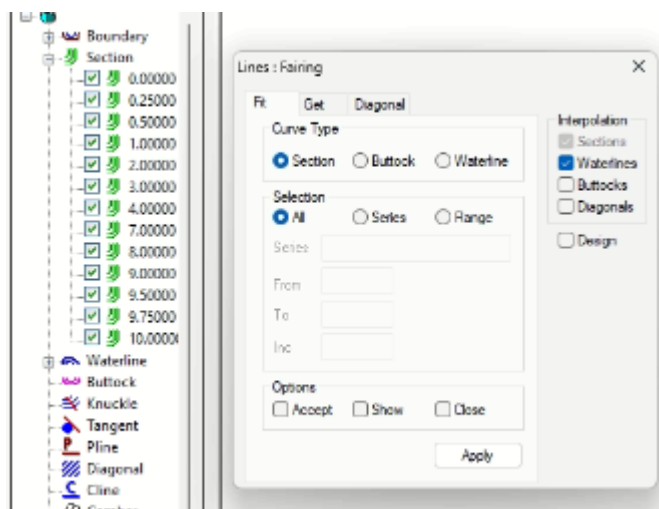 Boundary
Section
0.00000
0.25000
0.50000
1.00000
2.00000
3.00000
4.00000
7.00000
8.00000
9.00000
9.50000
9.75000
10.0000
Waterline
Buttock
Knuckle
Tangent
Pline
Diagonal
Cline
Lines : Fairing
Fit Get Diagonal
Curve Type
Section Buttock Waterline
Selection
All Series Range
Series
From
To
Inc
Options
Accept Show Close
Apply
Interpolation
Sections
Waterlines
Buttocks
Diagonals
Design